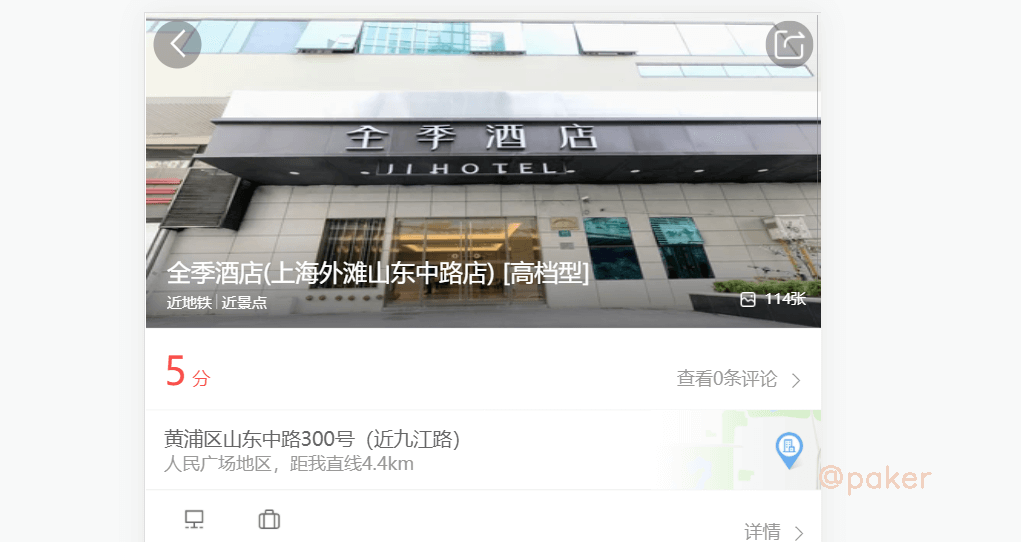 全季酒店
JI HOTEL
全季酒店(上海外滩山东中路店) [高档型]
近地铁 近景点
114张
5 分
查看0条评论
黄浦区山东中路300号（近九江路）
人民广场地区，距我直线4.4km
@paker
详情